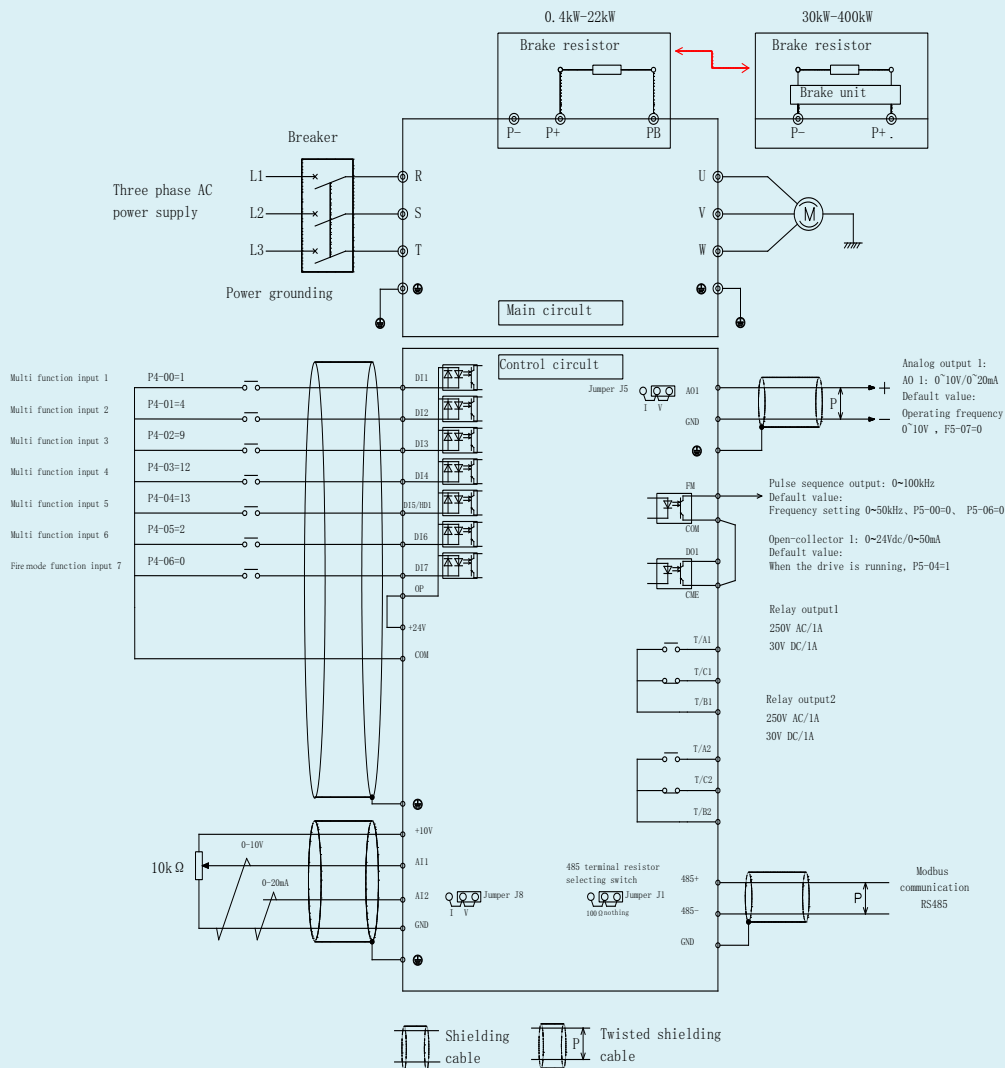 0.4kW-22kW
30kW-400kW
Brake resistor
Brake resistor
Brake unit
P-
P+
PB
P-
P+.
Breaker
Three phase AC
power supply
L1
L2
L3
R
S
T
U
V
W
M
Power grounding
Main circuit
Control circuit
Multi function input 1
P4-00=1
DI1
Multi function input 2
P4-01=4
DI2
Multi function input 3
P4-02=9
DI3
Multi function input 4
P4-03=12
DI4
Multi function input 5
P4-04=13
DI5/HD1
Multi function input 6
P4-05=2
DI6
Fire mode function input 7
P4-06=0
DI7
OP
+24V
COM
Jumper J5
I V
AO1
GND
P
+
−
Analog output 1:
AO 1: 0~10V/0~20mA
Default value:
Operating frequency
0~10V , F5-07=0
FM
COM
Pulse sequence output: 0~100kHz
Default value:
Frequency setting 0~50kHz、P5-00=0、 P5-06=0
DO1
CME
Open-collector 1: 0~24Vdc/0~50mA
Default value:
When the drive is running, P5-04=1
Relay output1
250V AC/1A
30V DC/1A
T/A1
T/C1
T/B1
Relay output2
250V AC/1A
30V DC/1A
T/A2
T/C2
T/B2
10kΩ
0-10V
0-20mA
+10V
AI1
AI2
GND
Jumper J8
I V
485 terminal resistor
selecting switch
Jumper J1
100Ω nothing
485+
485-
GND
P
Modbus
communication
RS485
Shielding
cable
P
Twisted shielding
cable